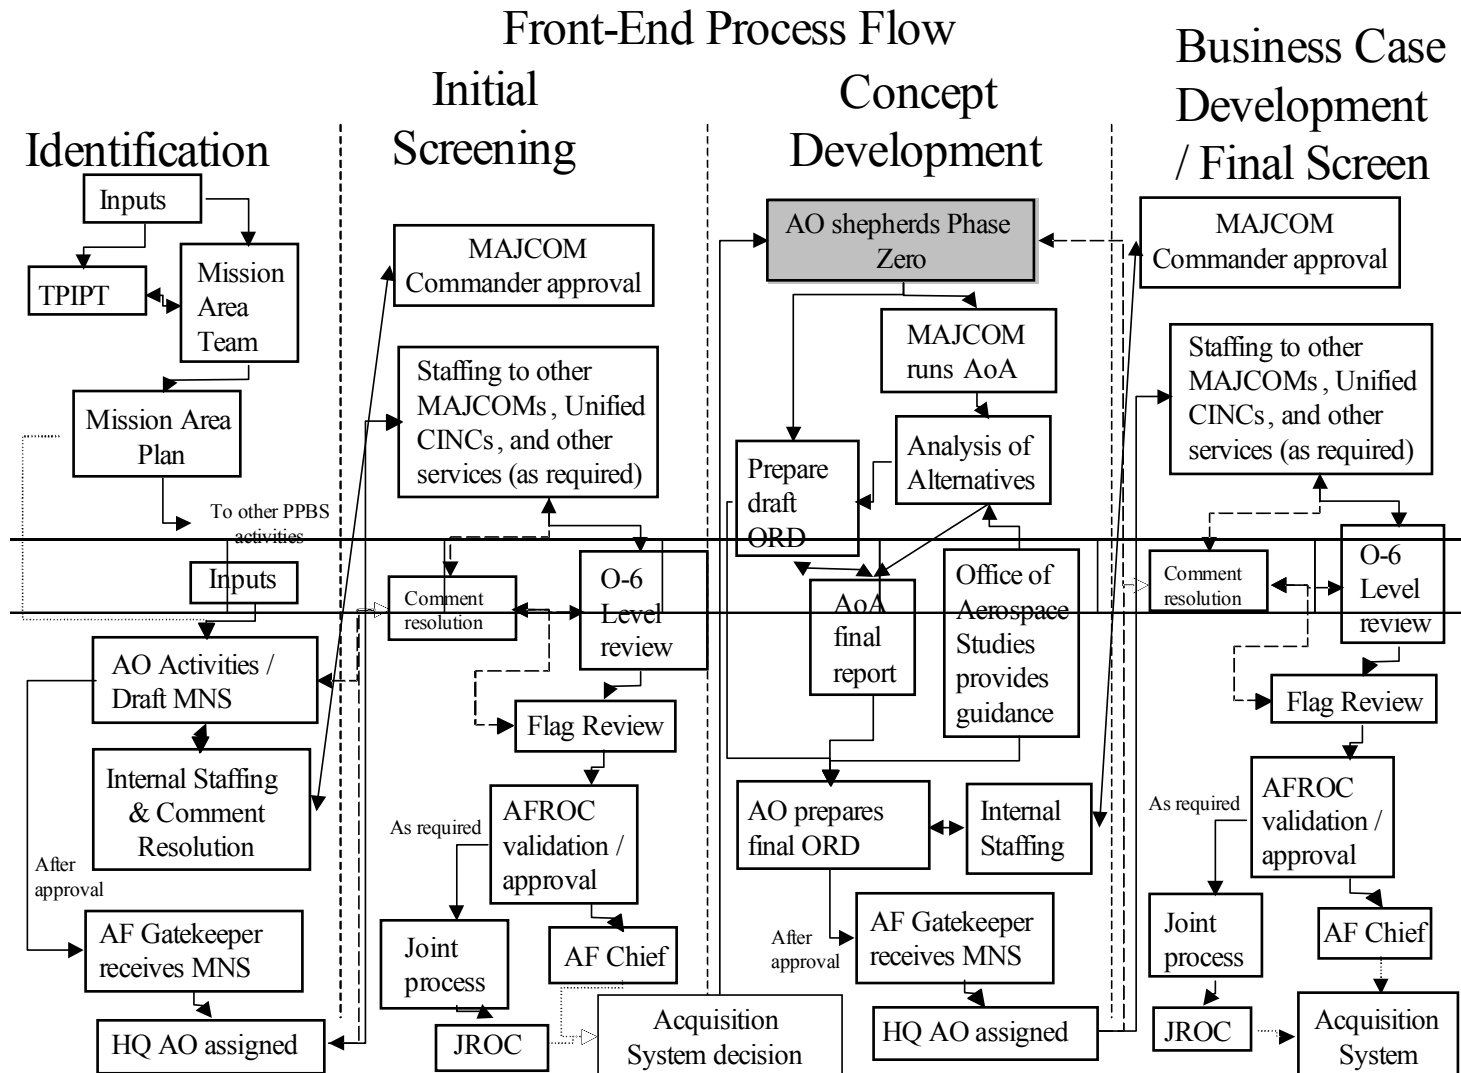 Front-End Process Flow
Identification
Inputs
TPIPT
Mission
Area
Team
Mission Area
Plan
To other PPBS
activities
Inputs
AO Activities /
Draft MNS
Internal Staffing
& Comment
Resolution
After
approval
AF Gatekeeper
receives MNS
HQ AO assigned
Initial
Screening
MAJCOM
Commander approval
Staffing to other
MAJCOMs, Unified
CINCs, and other
services (as required)
Comment
resolution
O-6
Level
review
Flag Review
As required
AFROC
validation /
approval
Joint
process
AF Chief
JROC
Acquisition
System decision
Concept
Development
AO shepherds Phase
Zero
MAJCOM
runs AoA
Analysis of
Alternatives
Prepare
draft
ORD
AoA
final
report
Office of
Aerospace
Studies
provides
guidance
AO prepares
final ORD
Internal
Staffing
After
approval
AF Gatekeeper
receives MNS
HQ AO assigned
Business Case
Development
/ Final Screen
MAJCOM
Commander approval
Staffing to other
MAJCOMs, Unified
CINCs, and other
services (as required)
Comment
resolution
O-6
Level
review
Flag Review
As required
AFROC
validation /
approval
Joint
process
AF Chief
JROC
Acquisition
System